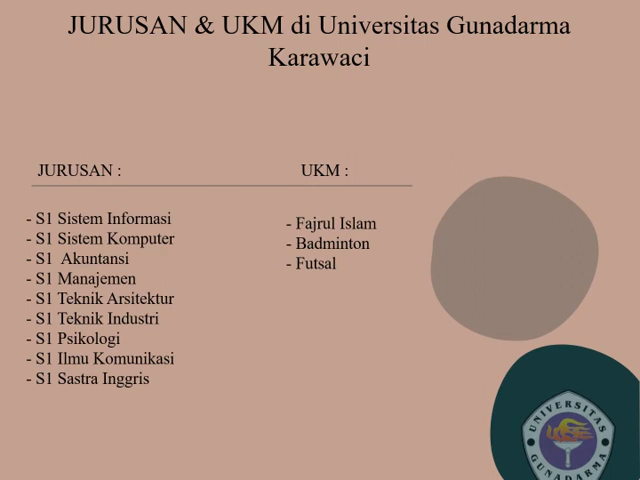 JURUSAN & UKM di Universitas Gunadarma
Karawaci
JURUSAN :
- S1 Sistem Informasi
- S1 Sistem Komputer
- S1  Akuntansi
- S1 Manajemen
- S1 Teknik Arsitektur
- S1 Teknik Industri
- S1 Psikologi
- S1 Ilmu Komunikasi
- S1 Sastra Inggris
UKM :
- Fajrul Islam
- Badminton
- Futsal
UNIVERSITAS
GUNADARMA